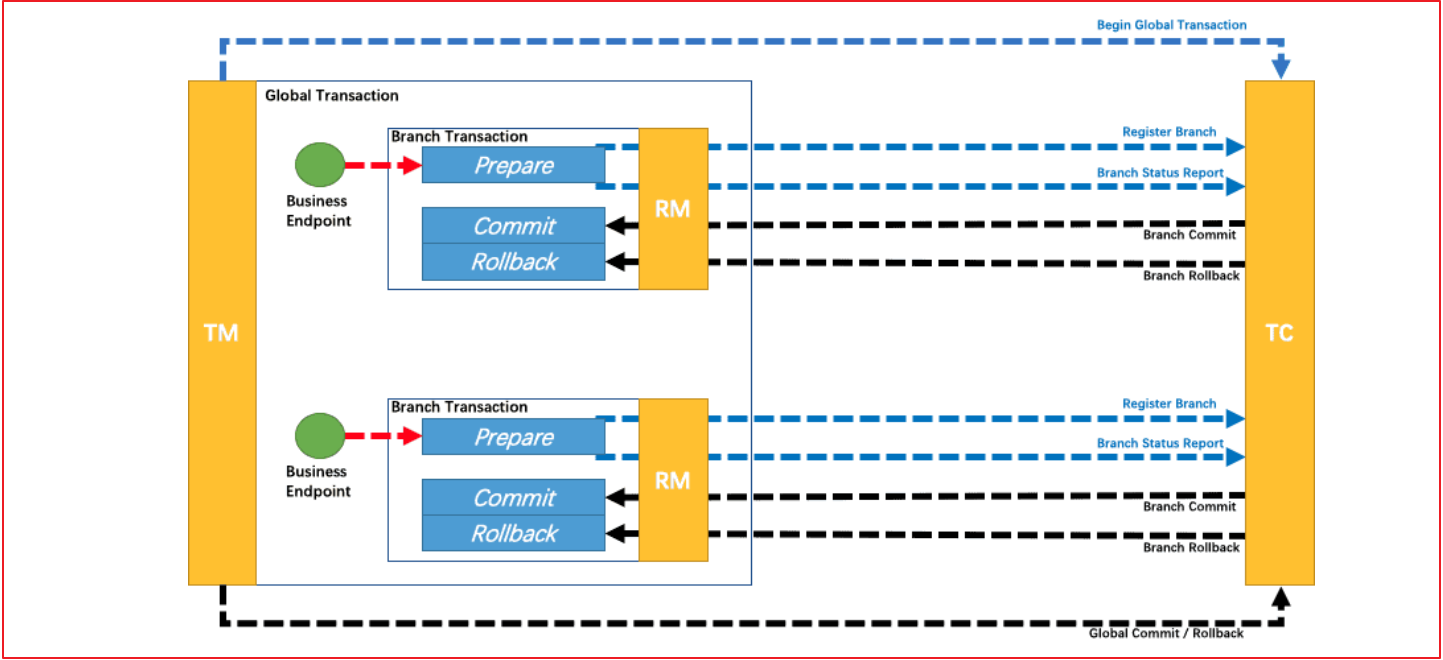 Begin Global Transaction
Global Transaction
Branch Transaction
Prepare
Register Branch
Branch Status Report
Business
Endpoint
RM
Commit
Branch Commit
Rollback
Branch Rollback
TM
TC
Branch Transaction
Prepare
Register Branch
Branch Status Report
Business
Endpoint
RM
Commit
Branch Commit
Rollback
Branch Rollback
Global Commit / Rollback